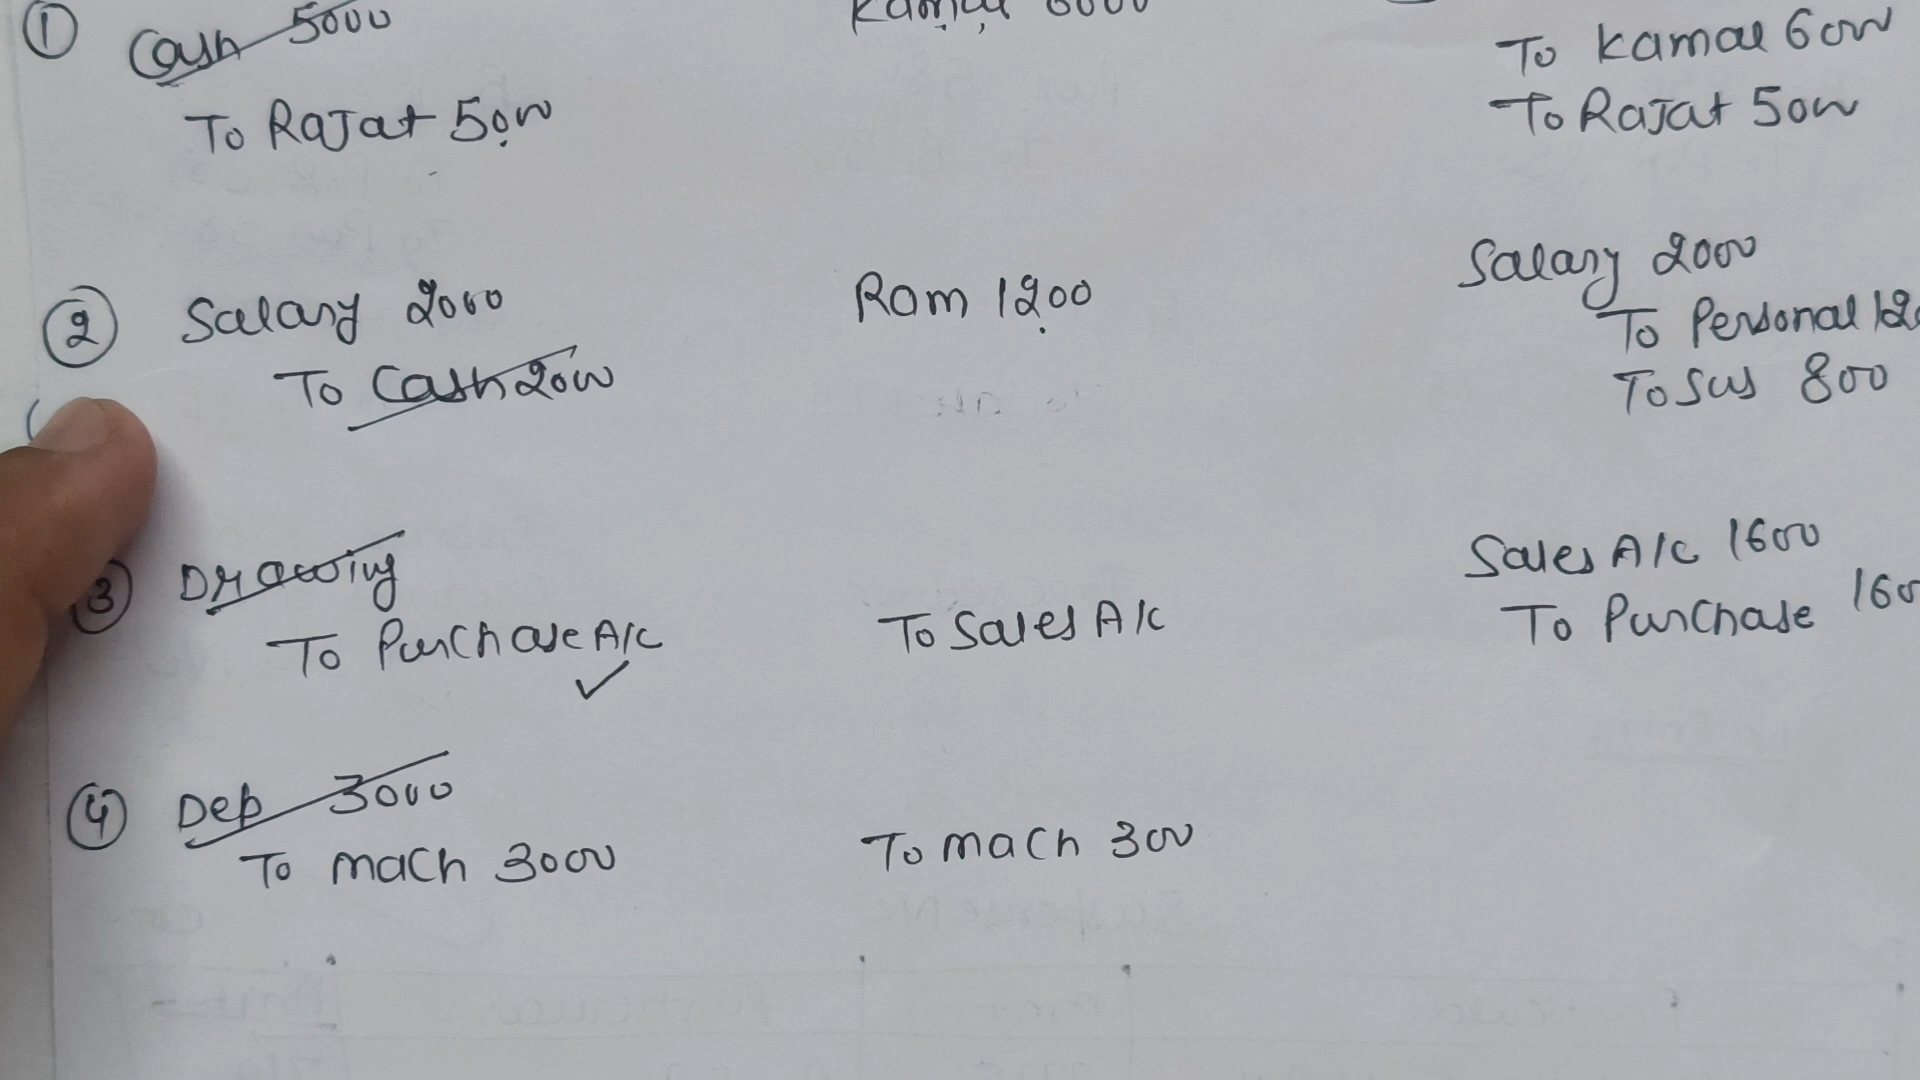 ① Cash 5000
Kamal 6000
To Kamal 6000
To Rajat 5000
To Rajat 5000
② Salary 2000
Ram 1200
Salary 2000
To Personal 12
To Cash 2000
To Sus 800
③ Drawing
Sales A/c 1600
To Purchase A/c
To Sales A/c
To Purchase 160
④ Dep 3000
To mach 3000
To mach 300